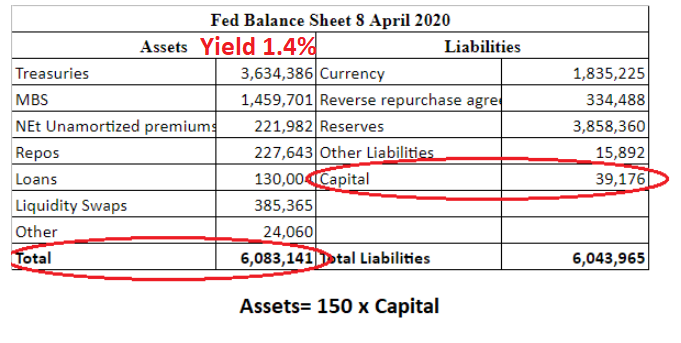 Fed Balance Sheet 8 April 2020
Assets Yield 1.4% Liabilities
Treasuries 3,634,386 Currency 1,835,225
MBS 1,459,701 Reverse repurchase agree 334,488
NEt Unamortized premiums 221,982 Reserves 3,858,360
Repos 227,643 Other Liabilities 15,892
Loans 130,004 Capital 39,176
Liquidity Swaps 385,365
Other 24,060
Total 6,083,141 Total Liabilities 6,043,965
Assets= 150 x Capital